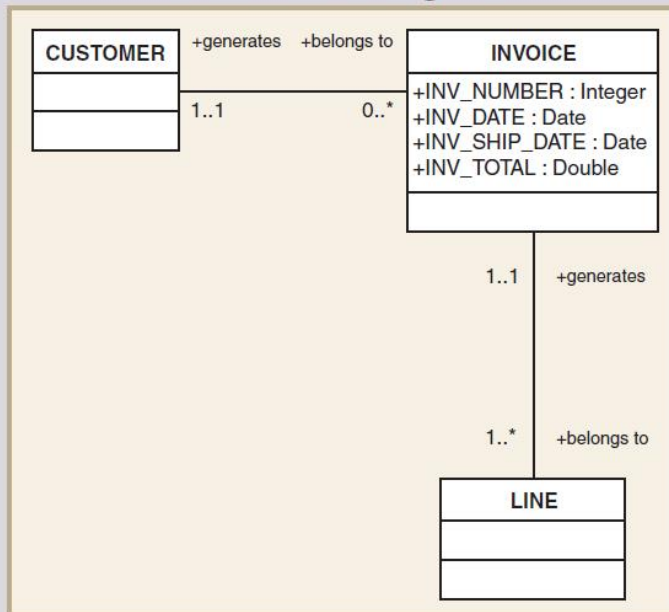 CUSTOMER
+generates +belongs to
1..1 0..*
INVOICE
+INV_NUMBER : Integer
+INV_DATE : Date
+INV_SHIP_DATE : Date
+INV_TOTAL : Double
1..1 +generates
1..* +belongs to
LINE